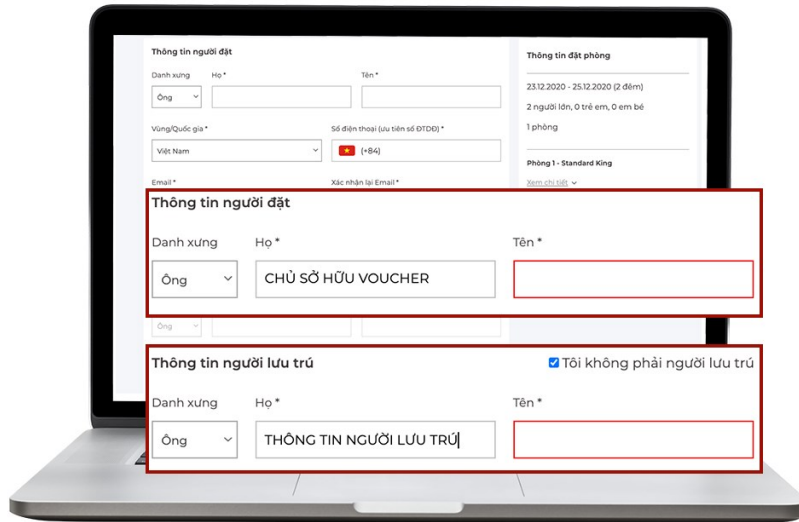 Thông tin người đặt
Danh xưng Họ * Tên *
Ông
Vùng/Quốc gia * Số điện thoại (ưu tiên số ĐTDĐ) *
Việt Nam (+84)
Email * Xác nhận lại Email *
Thông tin đặt phòng
23.12.2020 - 25.12.2020 (2 đêm)
2 người lớn, 0 trẻ em, 0 em bé
1 phòng
Phòng 1 - Standard King
Xem chi tiết
Thông tin người đặt
Danh xưng Họ * Tên *
Ông CHỦ SỞ HỮU VOUCHER
Ông
Thông tin người lưu trú Tôi không phải người lưu trú
Danh xưng Họ * Tên *
Ông THÔNG TIN NGƯỜI LƯU TRÚ